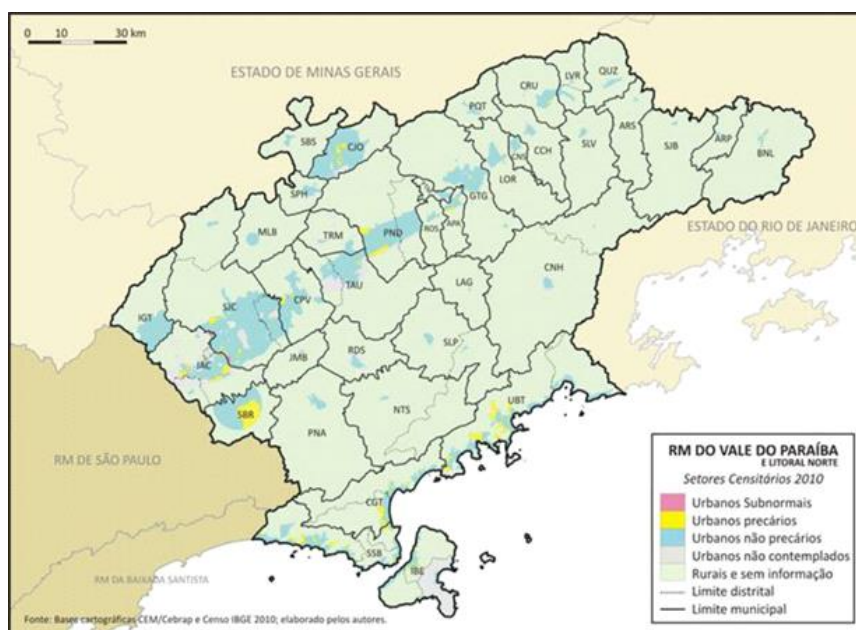 0 10 30 km
ESTADO DE MINAS GERAIS
CRU
LVR
QUZ
PQT
SBS
CJO
CNS
CCH
SLV
ARS
SJB
ARP
BNL
SPH
GTG
LOR
MLB
TRM
PND
ROS
APA
ESTADO DO RIO DE JANEIRO
CNH
TAU
LAG
IGT
SJC
CPV
JAC
JMB
RDS
SLP
SBR
UBT
NTS
PNA
RM DE SÃO PAULO
CGT
SSB
IBE
RM DA BAIXADA SANTISTA
RM DO VALE DO PARAÍBA
E LITORAL NORTE
Setores Censitários 2010
Urbanos Subnormais
Urbanos precários
Urbanos não precários
Urbanos não contemplados
Rurais e sem informação
Limite distrital
Limite municipal
Fonte: Bases cartográficas CEM/Cebrap e Censo IBGE 2010; elaborado pelos autores.